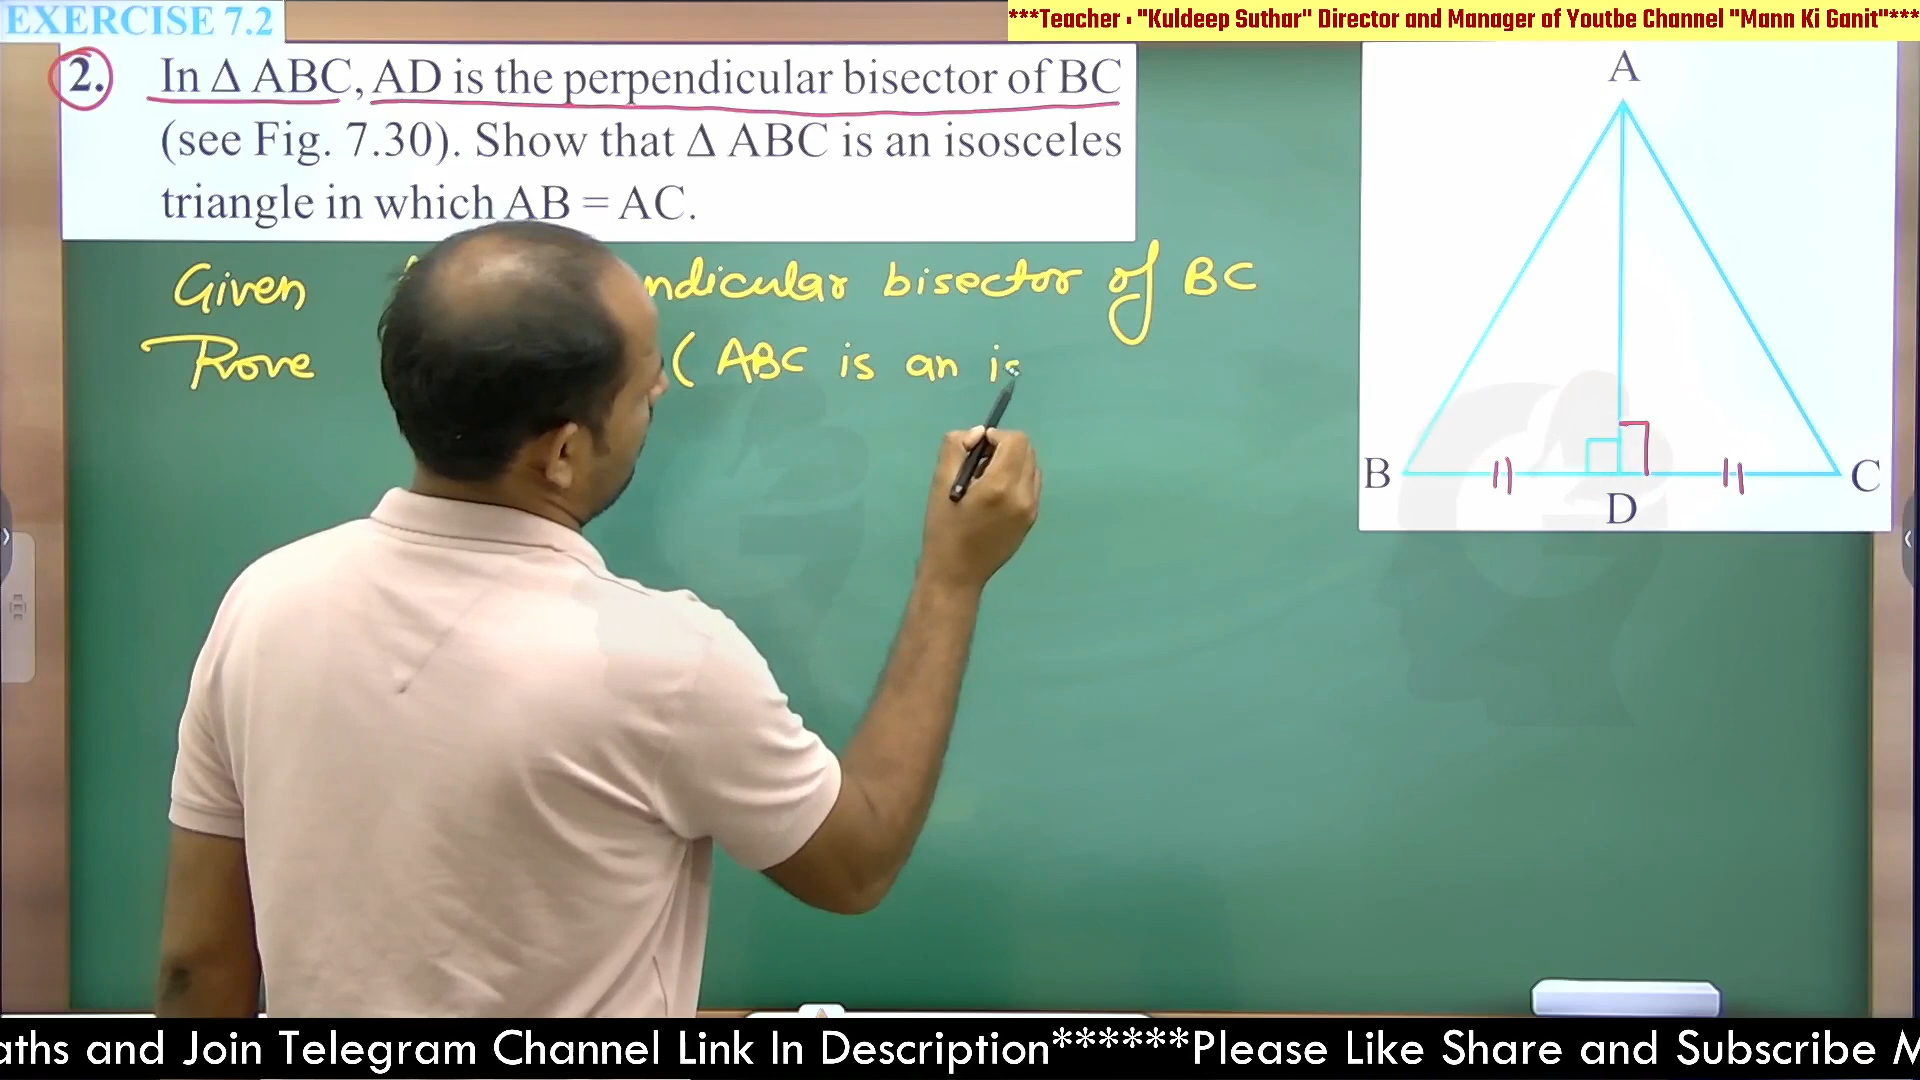 EXERCISE 7.2
***Teacher : "Kuldeep Suthar" Director and Manager of Youtbe Channel "Mann Ki Ganit"***
2. In Δ ABC, AD is the perpendicular bisector of BC
(see Fig. 7.30). Show that Δ ABC is an isosceles
triangle in which AB = AC.
Given ndicular bisector of BC
Prove ( ABC is an is
A
B
D
C
aths and Join Telegram Channel Link In Description******Please Like Share and Subscribe M